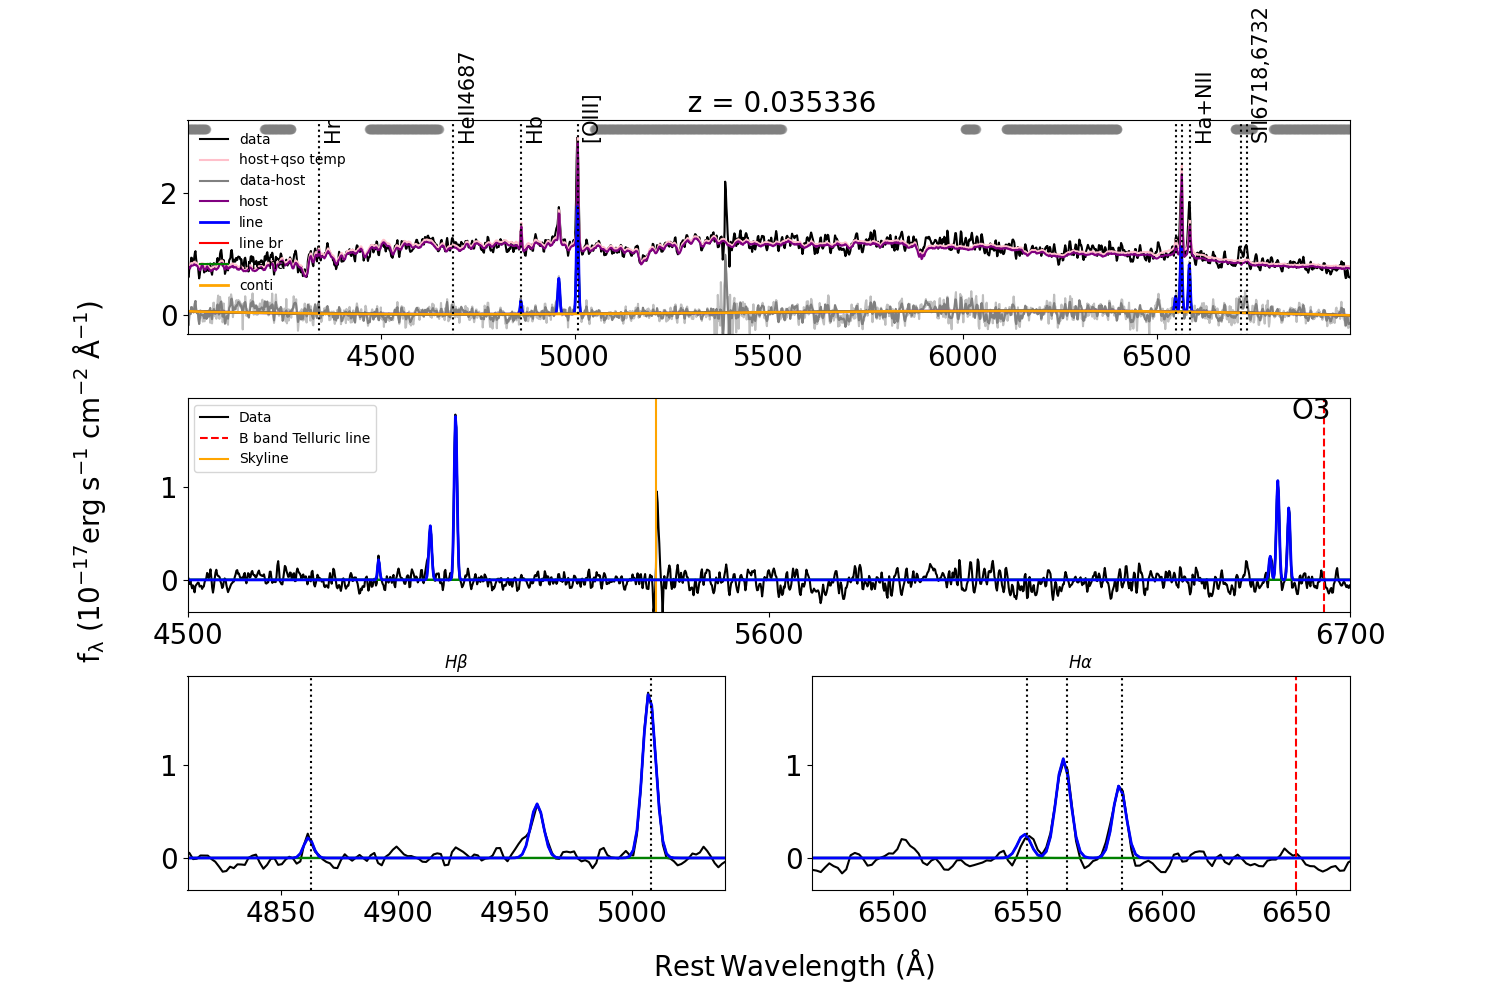 z = 0.035336
Hr
HeII4687
Hb
[OIII]
Ha+NII
SII6718,6732
data
host+qso temp
data-host
host
line
line br
conti
2
0
4500
5000
5500
6000
6500
O3
Data
B band Telluric line
Skyline
1
0
4500
5600
6700
f_λ (10^{-17}erg s^{-1} cm^{-2} Å^{-1})
Hβ
1
0
4850
4900
4950
5000
Hα
1
0
6500
6550
6600
6650
Rest Wavelength (Å)